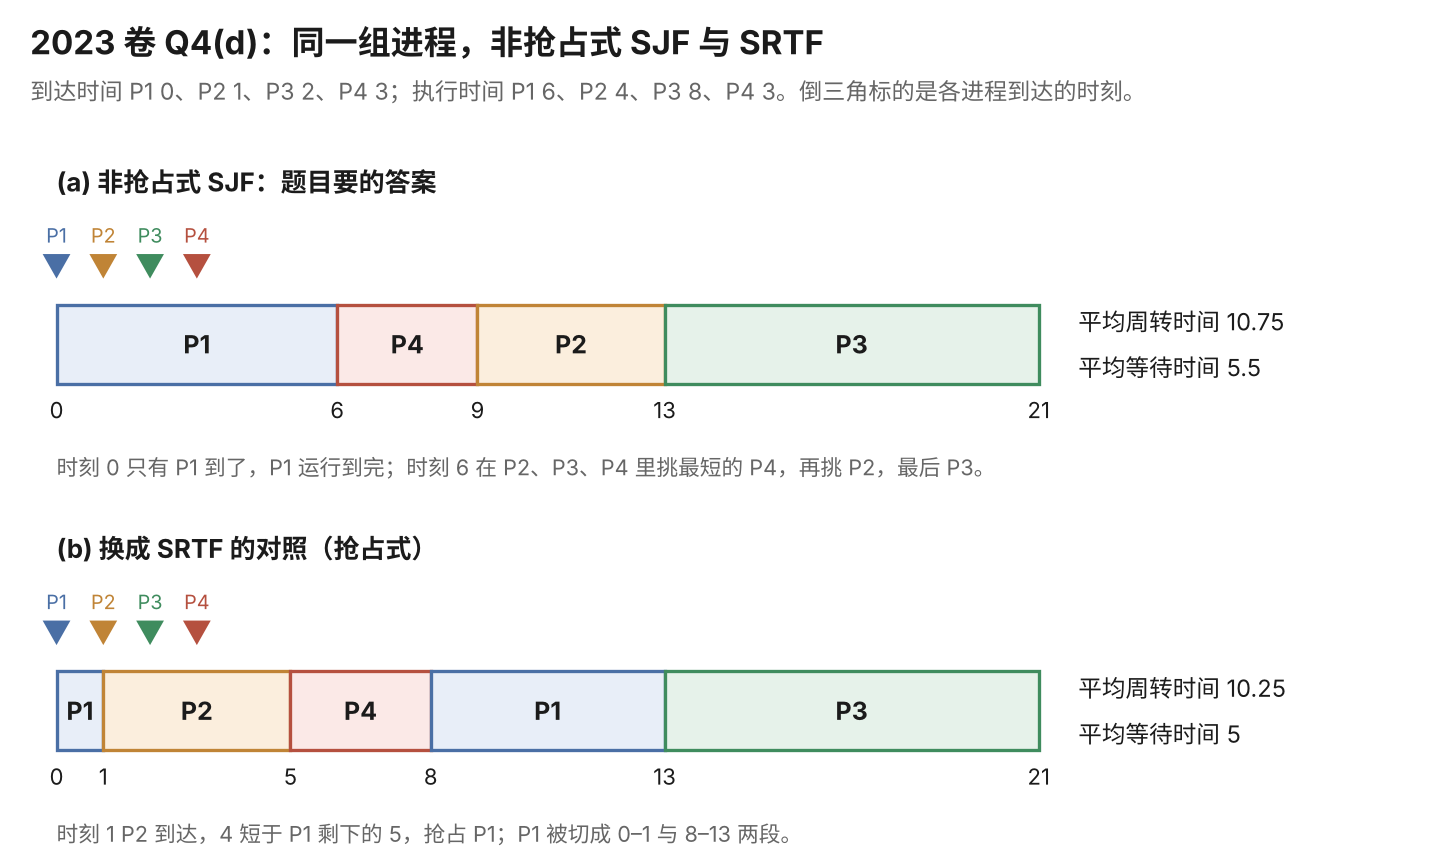 2023 卷 Q4(d)：同一组进程，非抢占式 SJF 与 SRTF
到达时间 P1 0、P2 1、P3 2、P4 3；执行时间 P1 6、P2 4、P3 8、P4 3。倒三角标的是各进程到达的时刻。
(a) 非抢占式 SJF：题目要的答案
P1 P2 P3 P4
P1 P4 P2 P3
平均周转时间 10.75
平均等待时间 5.5
0 6 9 13 21
时刻 0 只有 P1 到了，P1 运行到完；时刻 6 在 P2、P3、P4 里挑最短的 P4，再挑 P2，最后 P3。
(b) 换成 SRTF 的对照（抢占式）
P1 P2 P3 P4
P1 P2 P4 P1 P3
平均周转时间 10.25
平均等待时间 5
0 1 5 8 13 21
时刻 1 P2 到达，4 短于 P1 剩下的 5，抢占 P1；P1 被切成 0–1 与 8–13 两段。